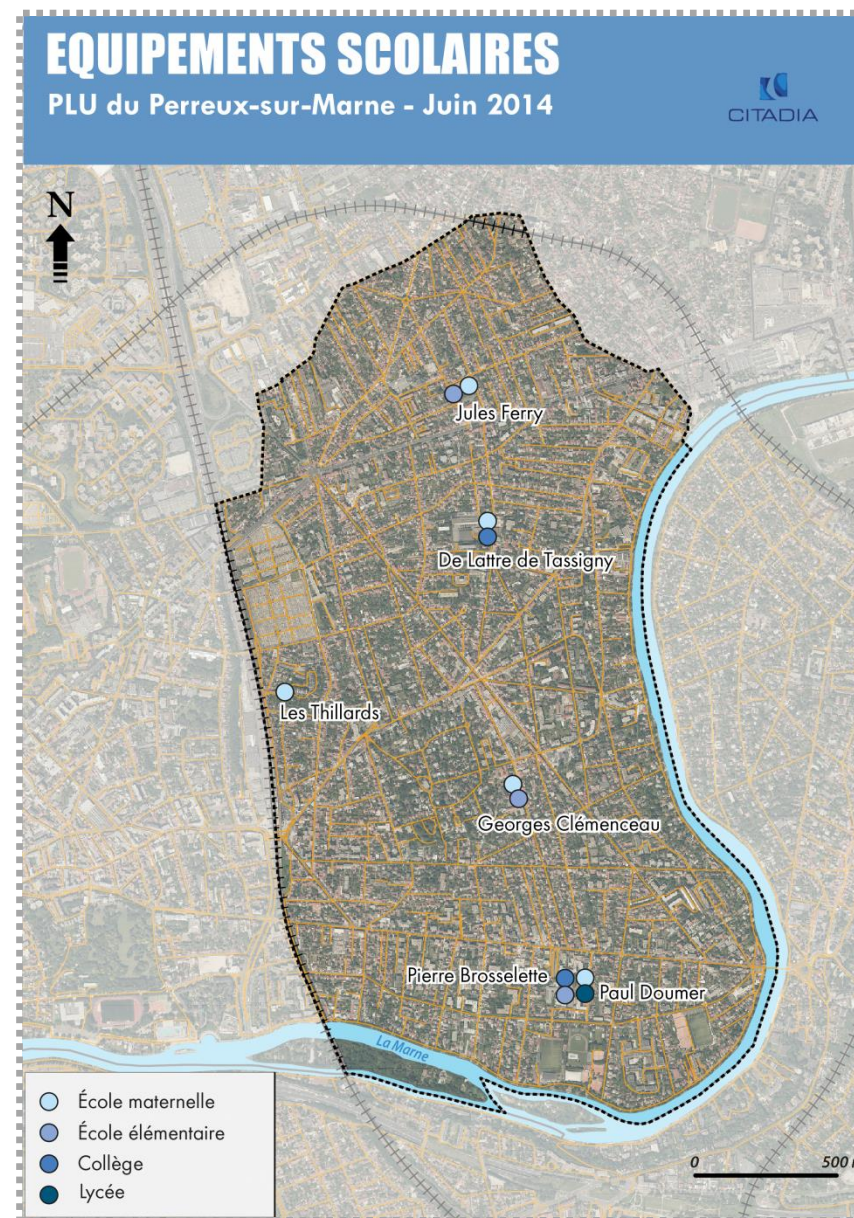 EQUIPEMENTS SCOLAIRES
PLU du Perreux-sur-Marne - Juin 2014
CITADIA
N
Jules Ferry
De Lattre de Tassigny
Les Thillards
Georges Clémenceau
Pierre Brosselette
Paul Doumer
La Marne
École maternelle
École élémentaire
Collège
Lycée
0 500